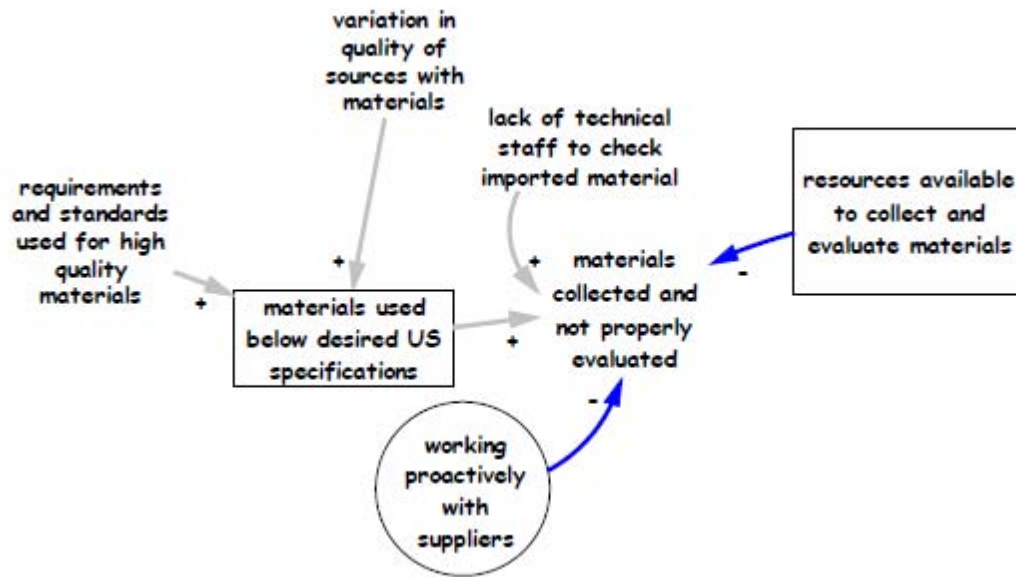 variation in
quality of
sources with
materials
lack of technical
staff to check
imported material
resources available
to collect and
evaluate materials
requirements
and standards
used for high
quality
materials
+
+
+
materials
collected and
not properly
evaluated
-
materials used
below desired US
specifications
+
-
working
proactively
with
suppliers